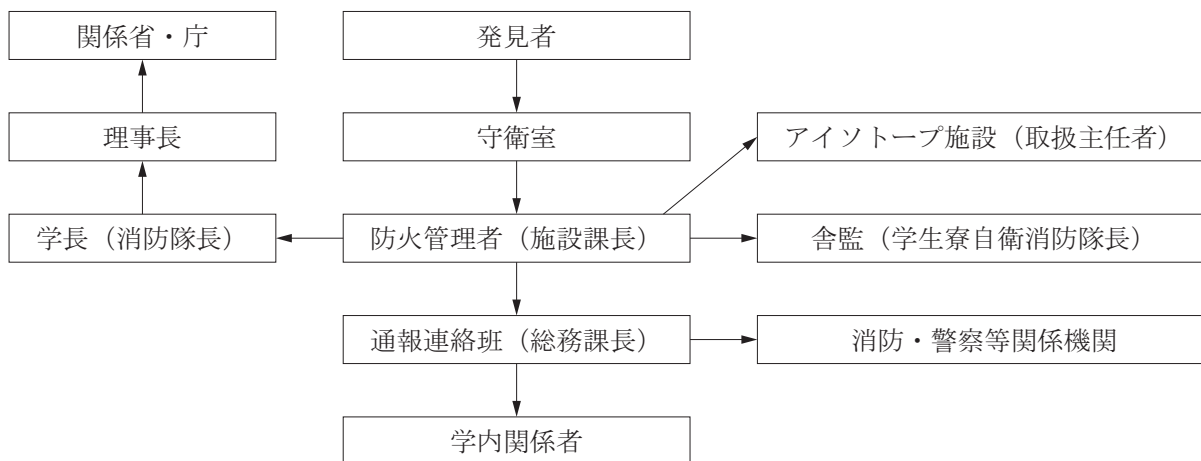 関係省・庁
発見者
理事長
守衛室
アイソトープ施設（取扱主任者）
学長（消防隊長）
防火管理者（施設課長）
舎監（学生寮自衛消防隊長）
通報連絡班（総務課長）
消防・警察等関係機関
学内関係者